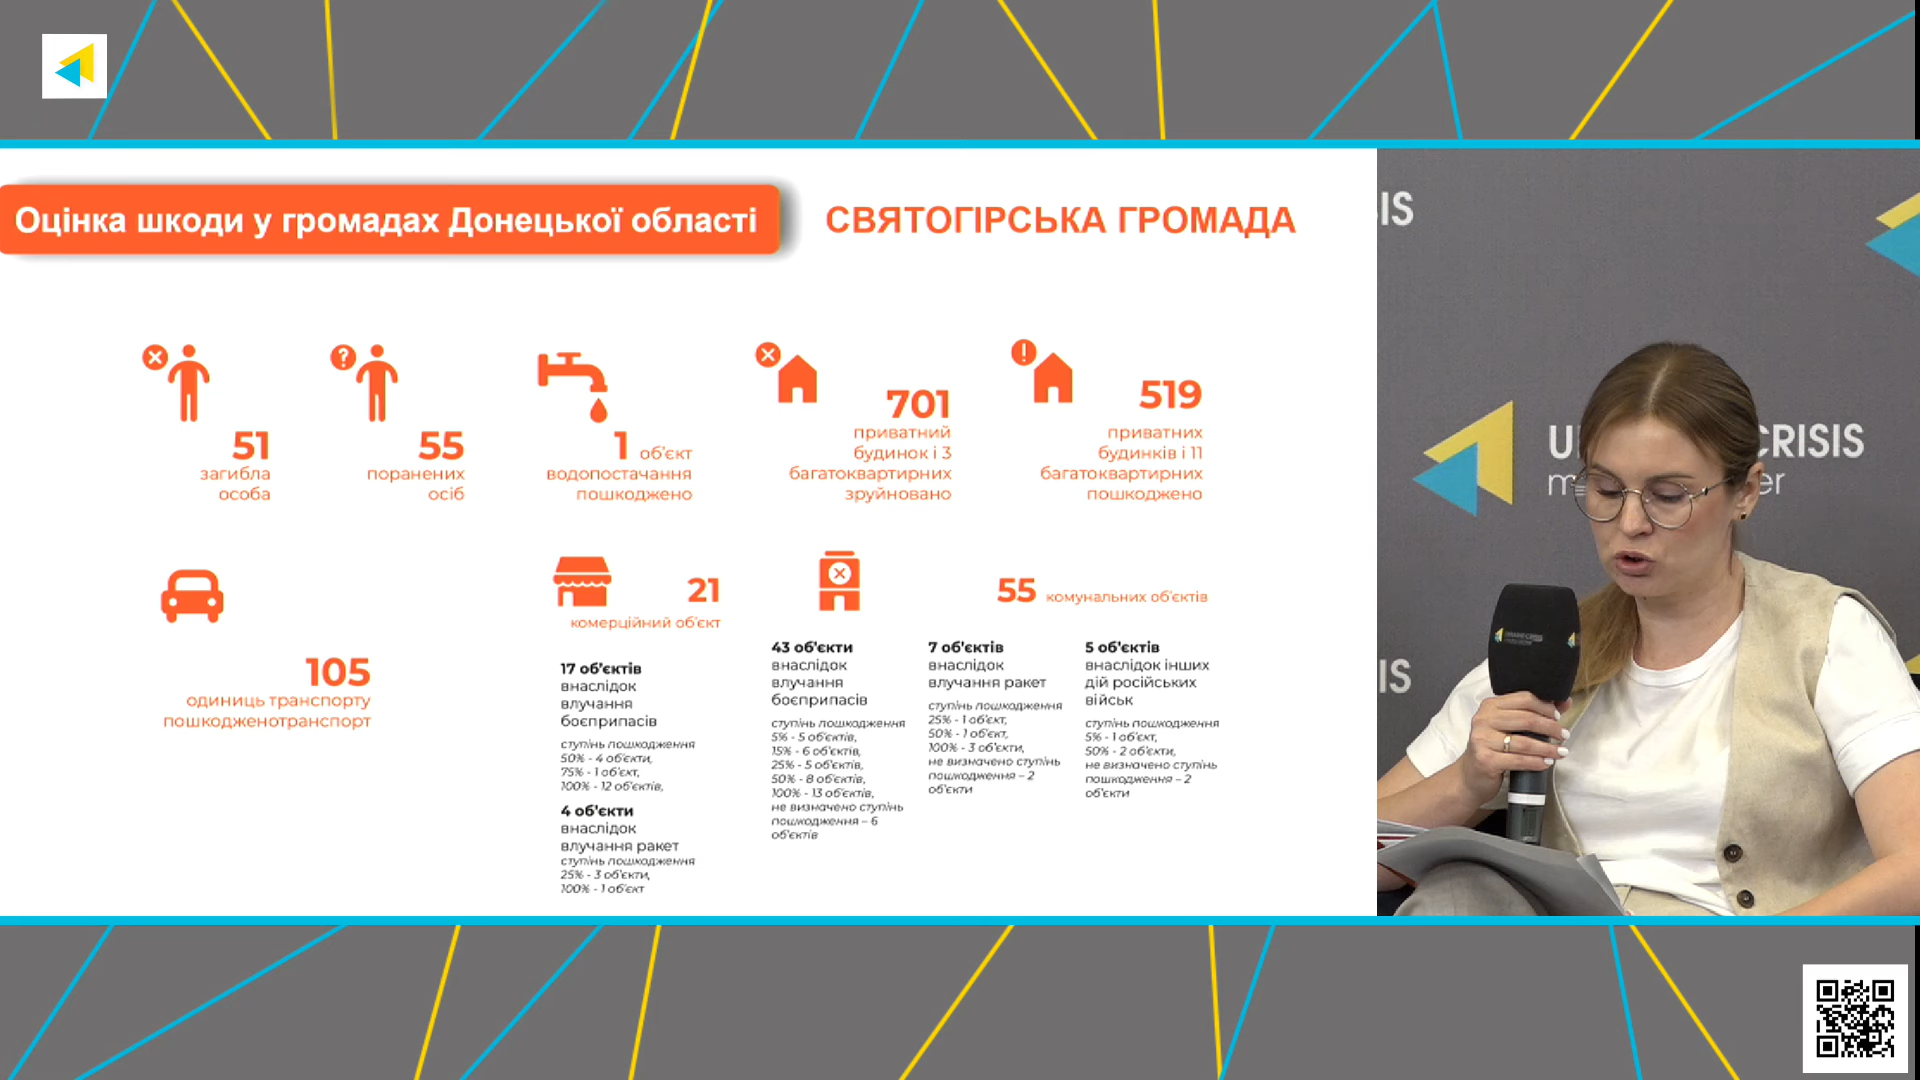 Оцінка шкоди у громадах Донецької області
СВЯТОГІРСЬКА ГРОМАДА
51
загибла
особа
55
поранених
осіб
1 об'єкт
водопостачання
пошкоджено
701
приватний
будинок і 3
багатоквартирних
зруйновано
519
приватних
будинків і 11
багатоквартирних
пошкоджено
105
одиниць транспорту
пошкодженотранспорт
21
комерційний об'єкт
17 об'єктів
внаслідок
влучання
боєприпасів
ступінь пошкодження
50% - 4 об'єкти,
75% - 1 об'єкт,
100% - 12 об'єктів,
4 об'єкти
внаслідок
влучання ракет
ступінь пошкодження
25% - 3 об'єкти,
100% - 1 об'єкт
55 комунальних об'єктів
43 об'єкти
внаслідок
влучання
боєприпасів
ступінь пошкодження
5% - 5 об'єктів,
15% - 6 об'єктів,
25% - 5 об'єктів,
50% - 8 об'єктів,
100% - 13 об'єктів,
не визначено ступінь
пошкодження – 6
об'єктів
7 об'єктів
внаслідок
влучання ракет
ступінь пошкодження
25% - 1 об'єкт,
50% - 1 об'єкт,
100% - 3 об'єкти,
не визначено ступінь
пошкодження – 2
об'єкти
5 об'єктів
внаслідок інших
дій російських
військ
ступінь пошкодження
5% - 1 об'єкт,
50% - 2 об'єкти,
не визначено ступінь
пошкодження – 2
об'єкти
IS
CRISIS
er
IS